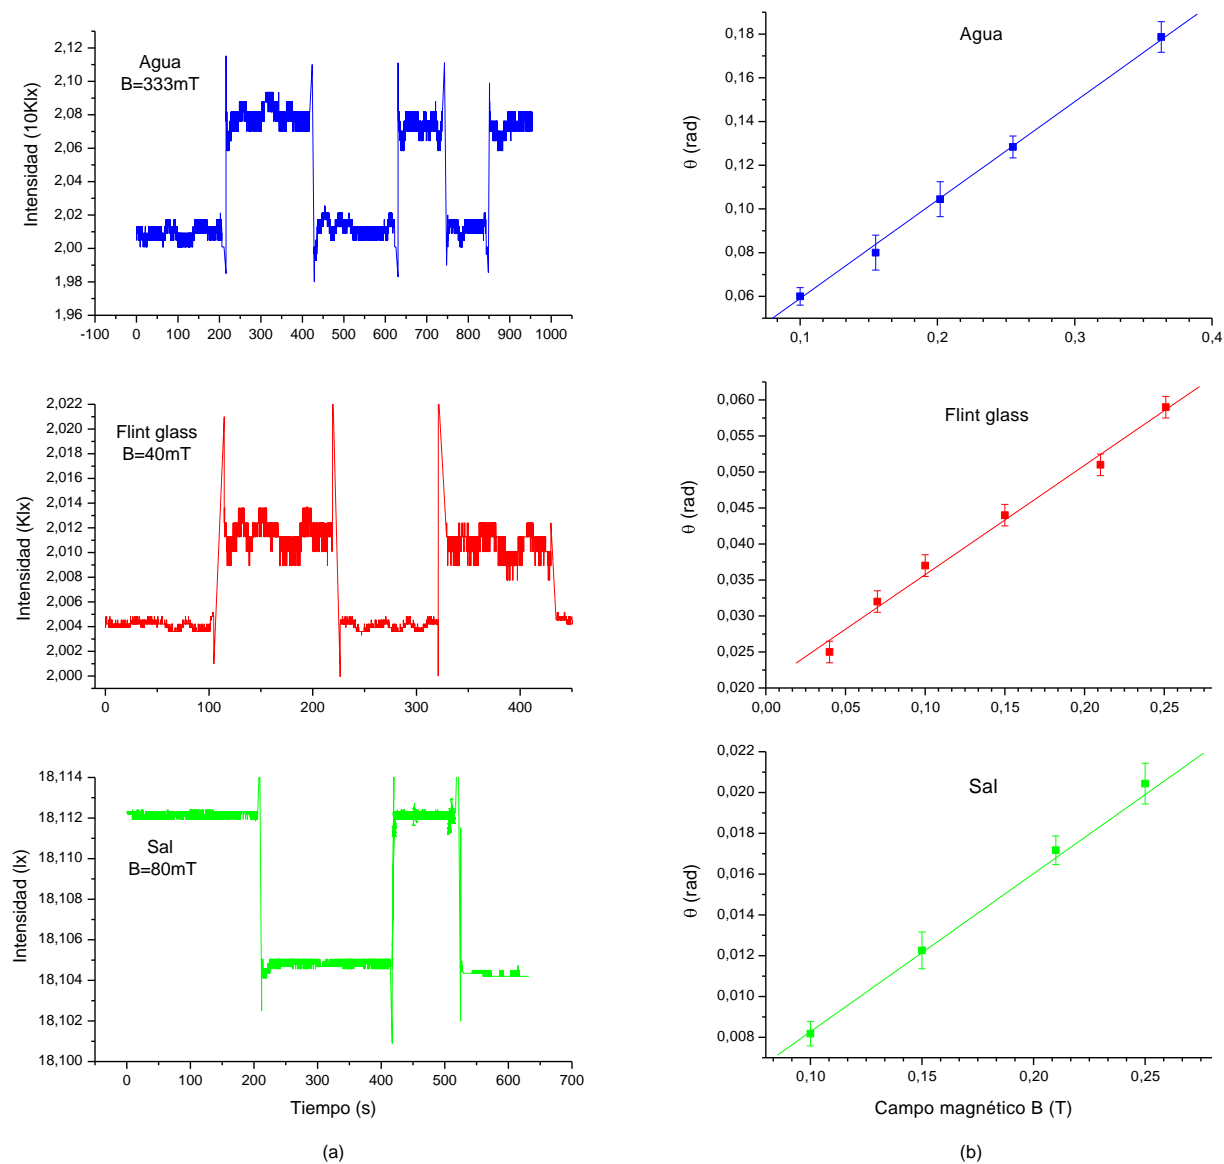 Agua
B=333mT
Intensidad (10Klx)
2,12
2,10
2,08
2,06
2,04
2,02
2,00
1,98
1,96
-100 0 100 200 300 400 500 600 700 800 900 1000
Agua
θ (rad)
0,18
0,16
0,14
0,12
0,10
0,08
0,06
0,1 0,2 0,3 0,4
Flint glass
B=40mT
Intensidad (Klx)
2,022
2,020
2,018
2,016
2,014
2,012
2,010
2,008
2,006
2,004
2,002
2,000
0 100 200 300 400
Flint glass
θ (rad)
0,060
0,055
0,050
0,045
0,040
0,035
0,030
0,025
0,020
0,00 0,05 0,10 0,15 0,20 0,25
Sal
B=80mT
Intensidad (lx)
18,114
18,112
18,110
18,108
18,106
18,104
18,102
18,100
0 100 200 300 400 500 600 700
Tiempo (s)
(a)
Sal
θ (rad)
0,022
0,020
0,018
0,016
0,014
0,012
0,010
0,008
0,10 0,15 0,20 0,25
Campo magnético B (T)
(b)